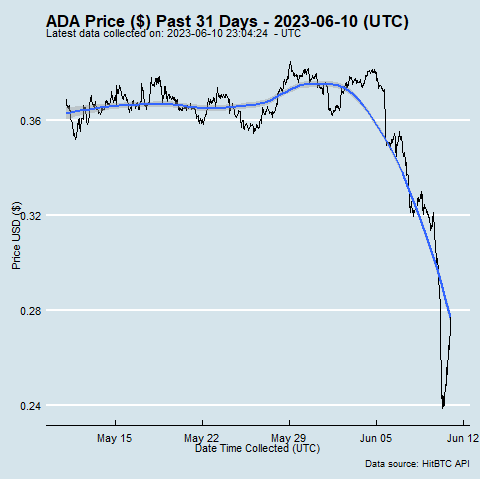 ADA Price ($) Past 31 Days - 2023-06-10 (UTC)
Latest data collected on: 2023-06-10 23:04:24 - UTC
0.36
0.32
0.28
0.24
Price USD ($)
May 15
May 22
May 29
Jun 05
Jun 12
Date Time Collected (UTC)
Data source: HitBTC API